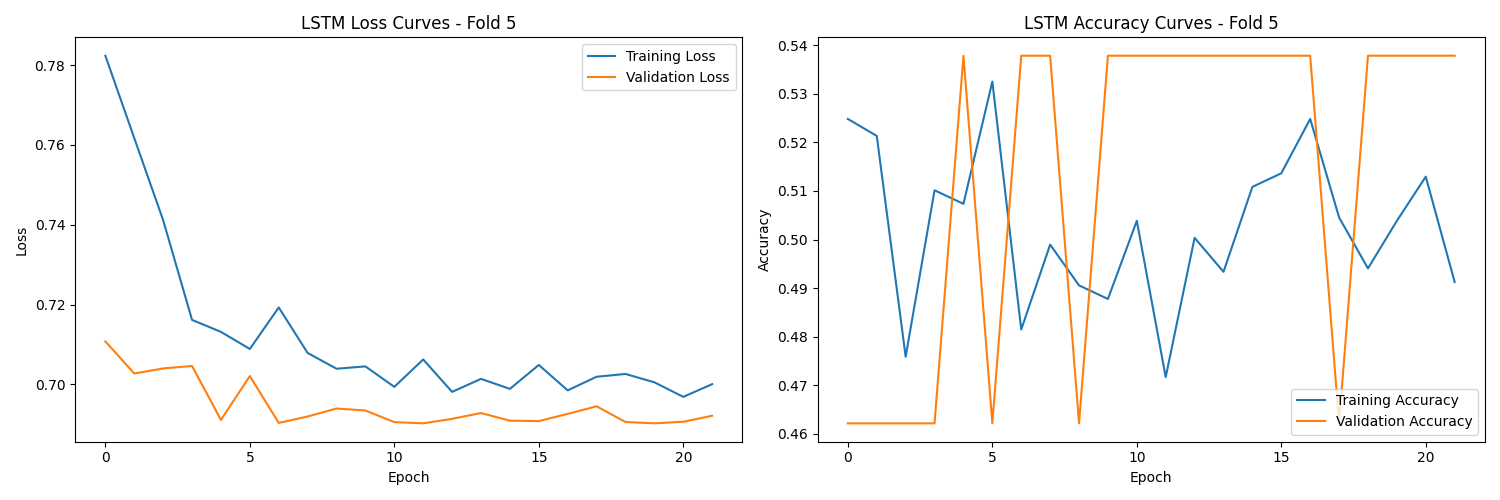 LSTM Loss Curves - Fold 5
Training Loss
Validation Loss
0.78
0.76
0.74
0.72
0.70
Loss
0
5
10
15
20
Epoch
LSTM Accuracy Curves - Fold 5
0.54
0.53
0.52
0.51
0.50
0.49
0.48
0.47
0.46
Accuracy
Training Accuracy
Validation Accuracy
0
5
10
15
20
Epoch